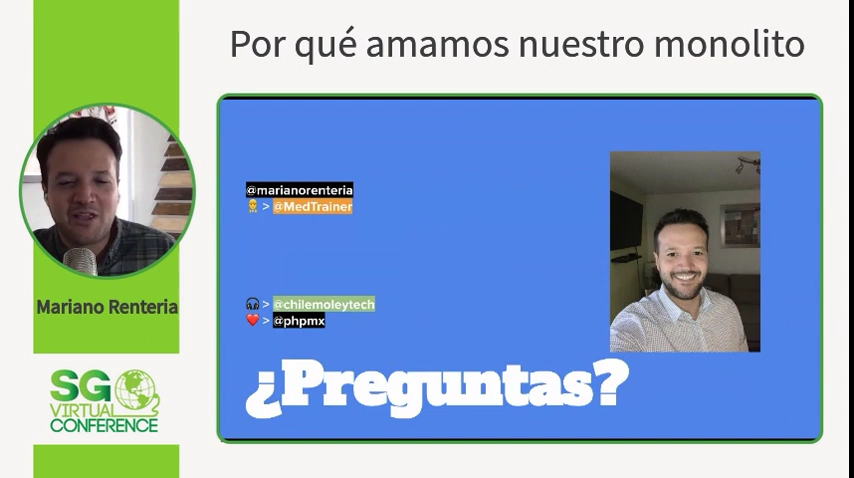 Por qué amamos nuestro monolito
@marianorenteria
> @MedTrainer
> @chilemoleytech
> @phpmx
¿Preguntas?
Mariano Renteria
SG
VIRTUAL
CONFERENCE